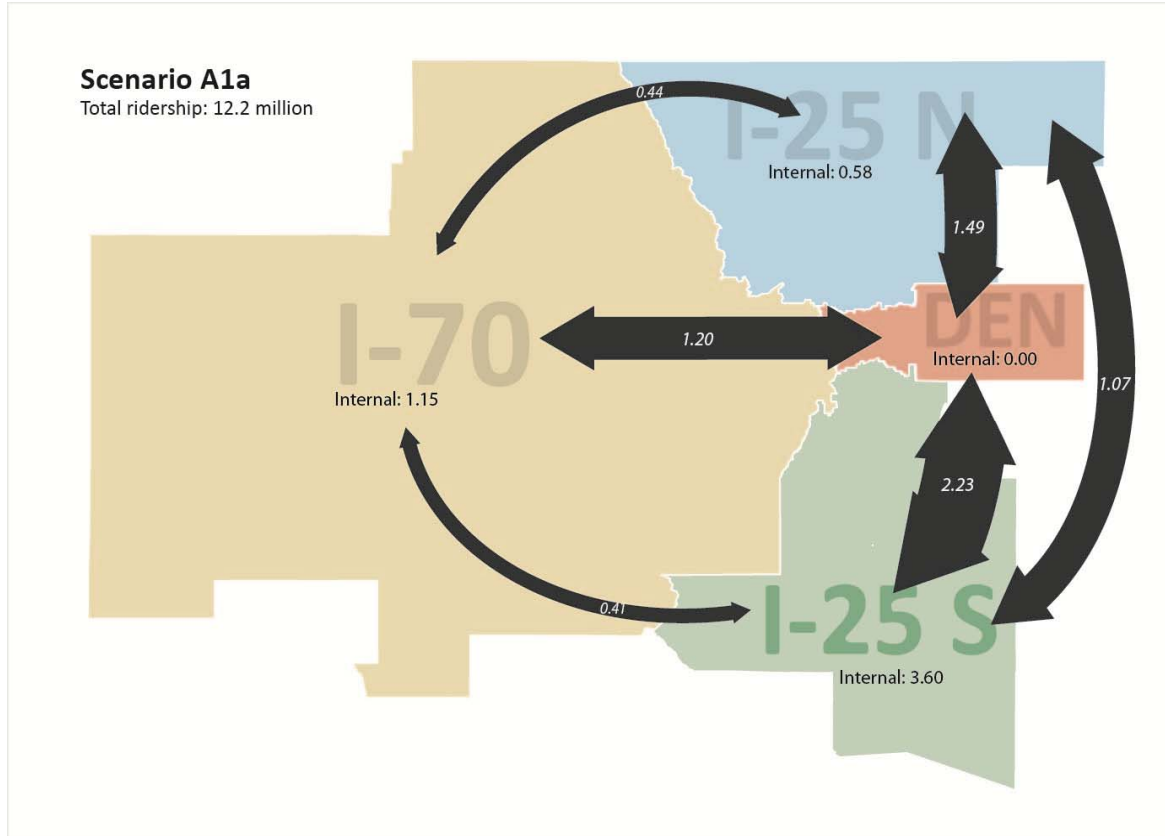 Scenario A1a
Total ridership: 12.2 million
0.44
I-25 N
Internal: 0.58
1.49
I-70
1.20
DEN
Internal: 0.00
1.07
Internal: 1.15
2.23
0.41
I-25 S
Internal: 3.60